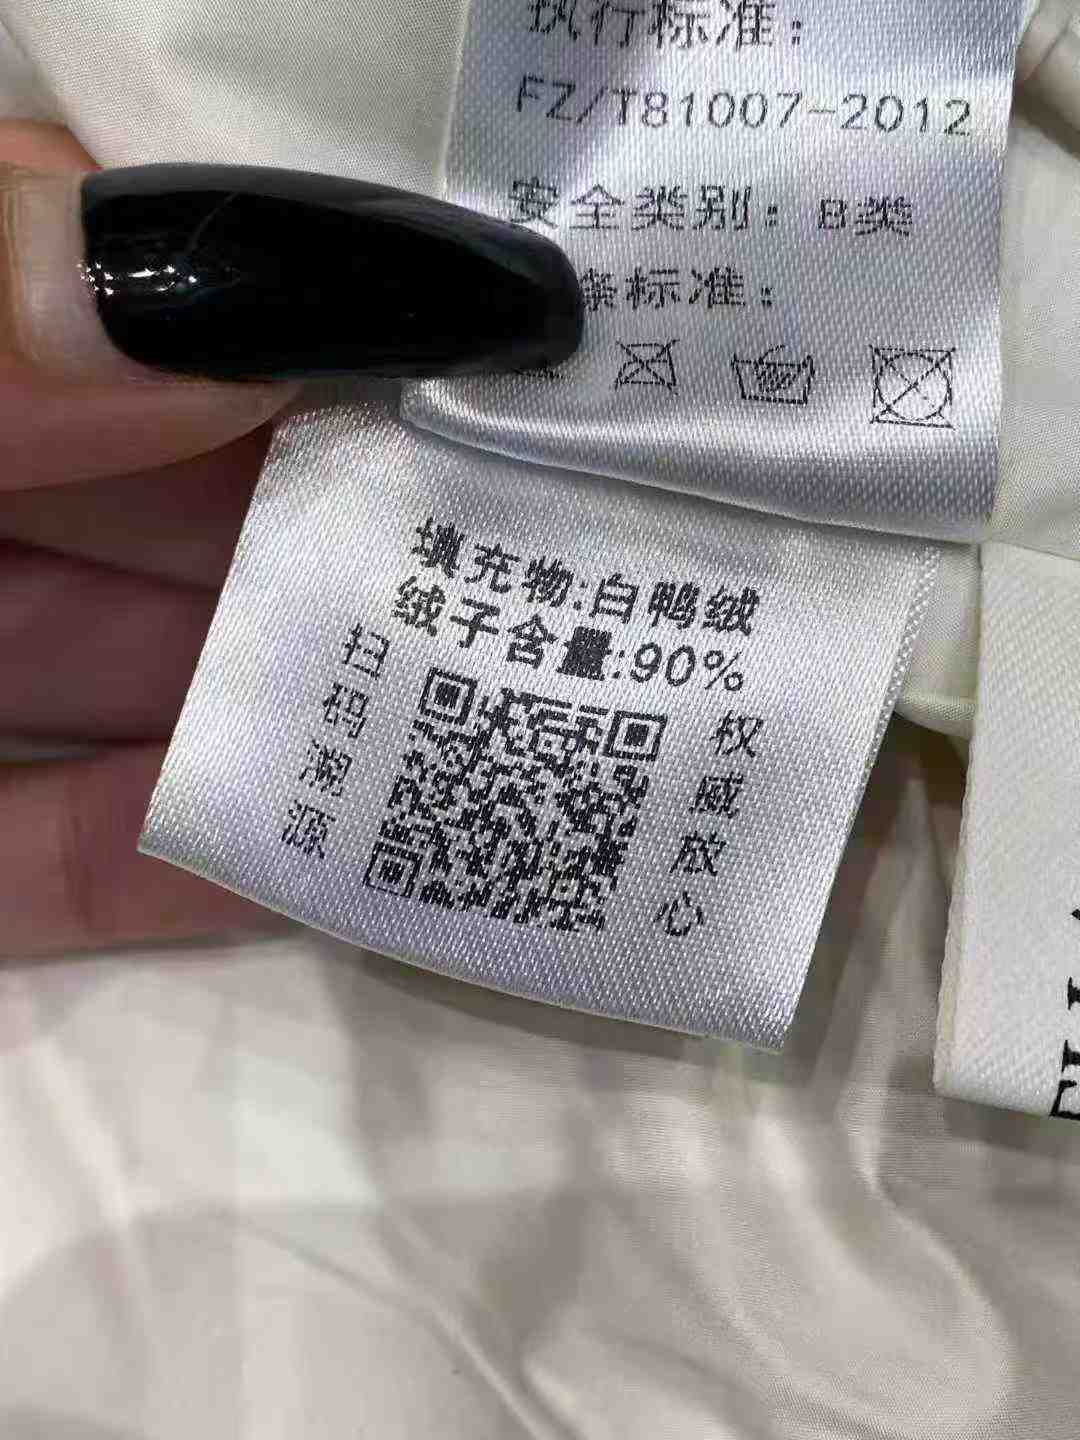 执行标准：
FZ/T81007-2012
安全类别：B类
条标准：
填充物:白鸭绒
绒子含量:90%
扫码溯源
权威放心